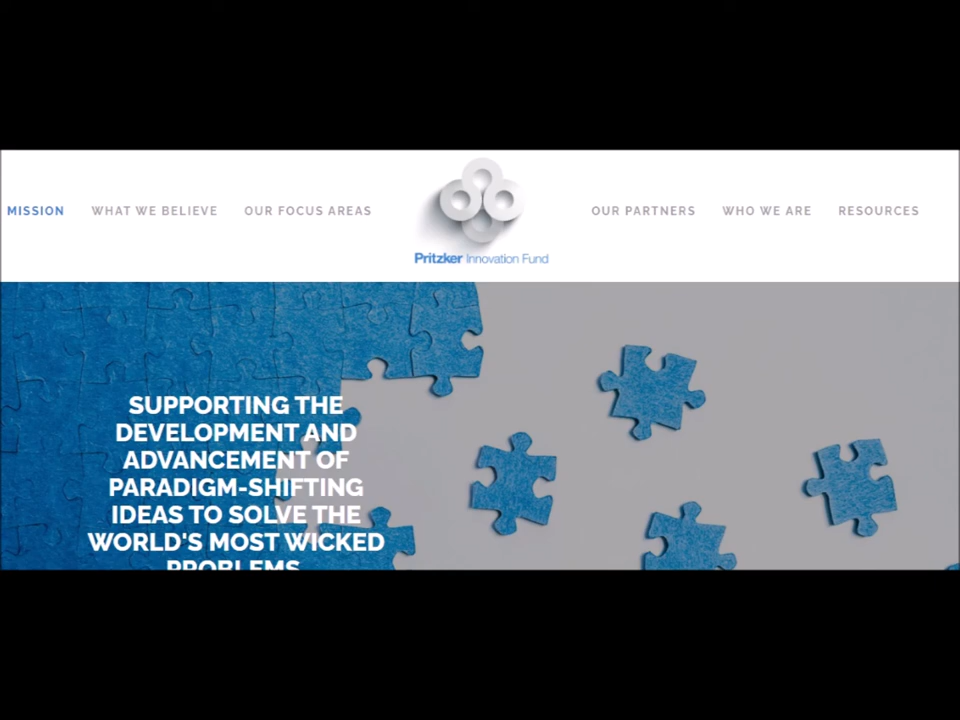 MISSION WHAT WE BELIEVE OUR FOCUS AREAS OUR PARTNERS WHO WE ARE RESOURCES
Pritzker Innovation Fund
SUPPORTING THE
DEVELOPMENT AND
ADVANCEMENT OF
PARADIGM-SHIFTING
IDEAS TO SOLVE THE
WORLD'S MOST WICKED
PROBLEMS